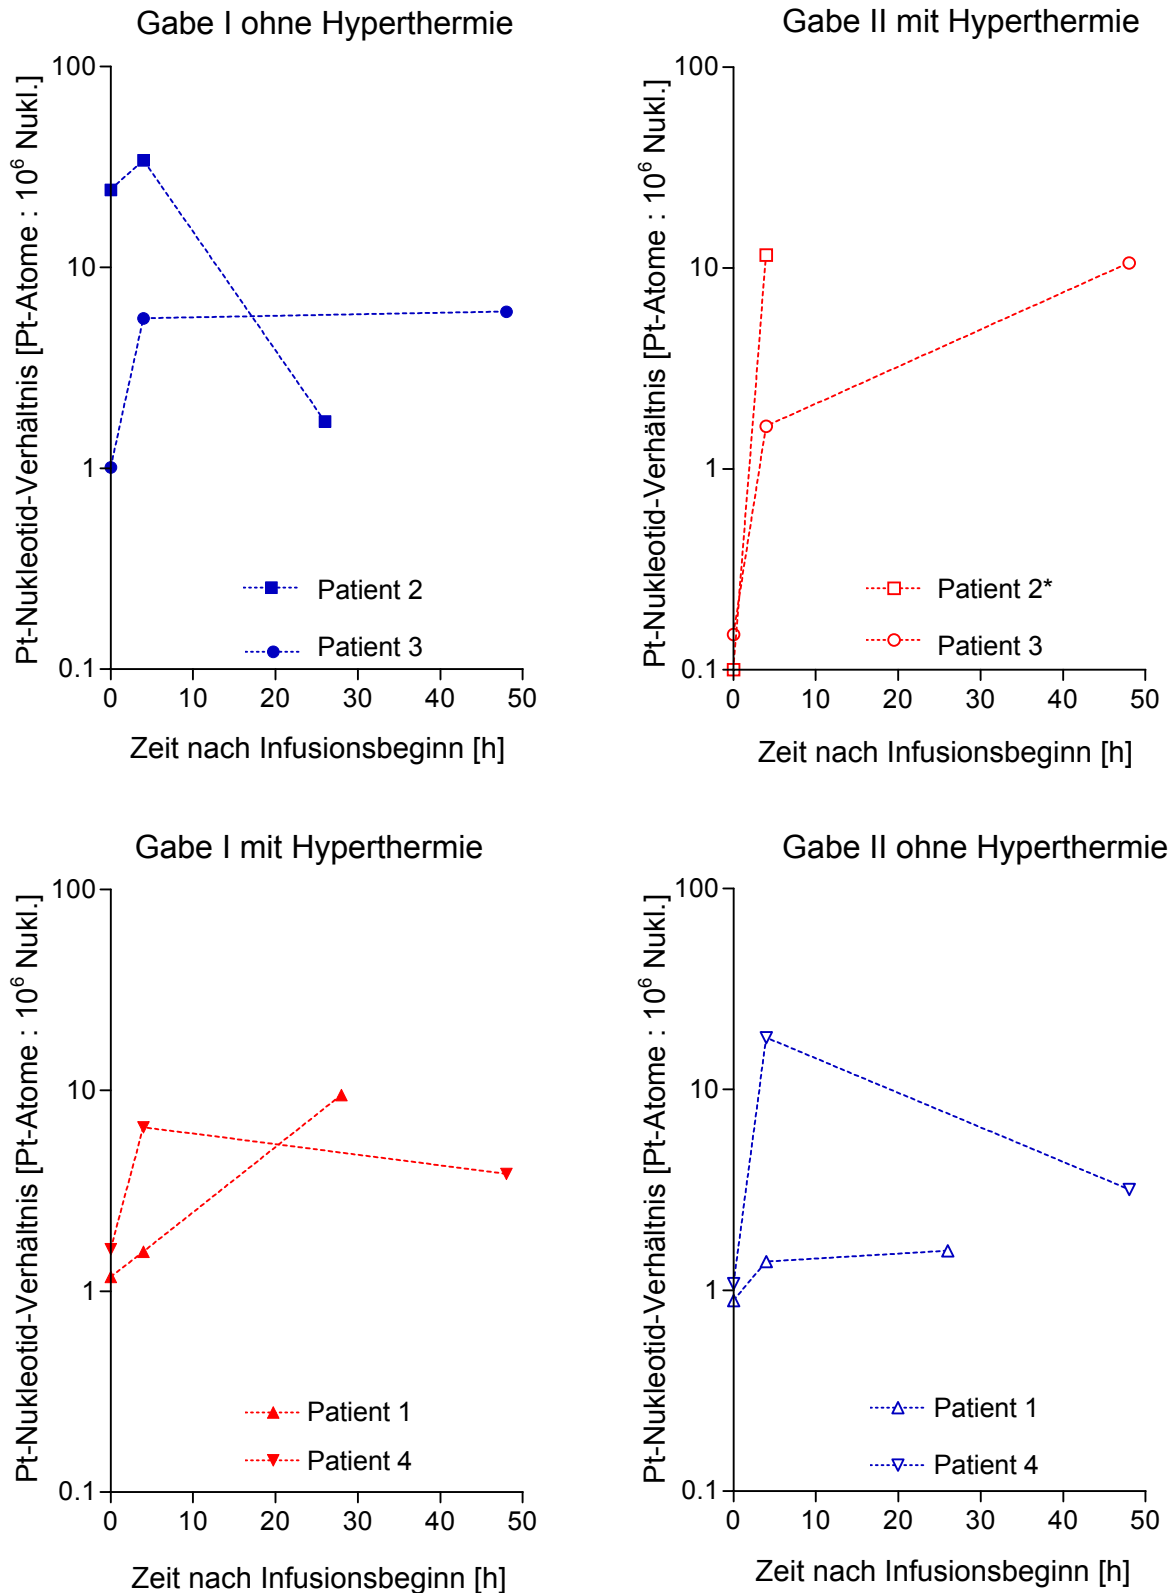 Gabe I ohne Hyperthermie
Pt-Nukleotid-Verhältnis [Pt-Atome : 10⁶ Nukl.]
100
10
1
0.1
0 10 20 30 40 50
Patient 2
Patient 3
Zeit nach Infusionsbeginn [h]
Gabe II mit Hyperthermie
Pt-Nukleotid-Verhältnis [Pt-Atome : 10⁶ Nukl.]
100
10
1
0.1
0 10 20 30 40 50
Patient 2*
Patient 3
Zeit nach Infusionsbeginn [h]
Gabe I mit Hyperthermie
Pt-Nukleotid-Verhältnis [Pt-Atome : 10⁶ Nukl.]
100
10
1
0.1
0 10 20 30 40 50
Patient 1
Patient 4
Zeit nach Infusionsbeginn [h]
Gabe II ohne Hyperthermie
Pt-Nukleotid-Verhältnis [Pt-Atome : 10⁶ Nukl.]
100
10
1
0.1
0 10 20 30 40 50
Patient 1
Patient 4
Zeit nach Infusionsbeginn [h]